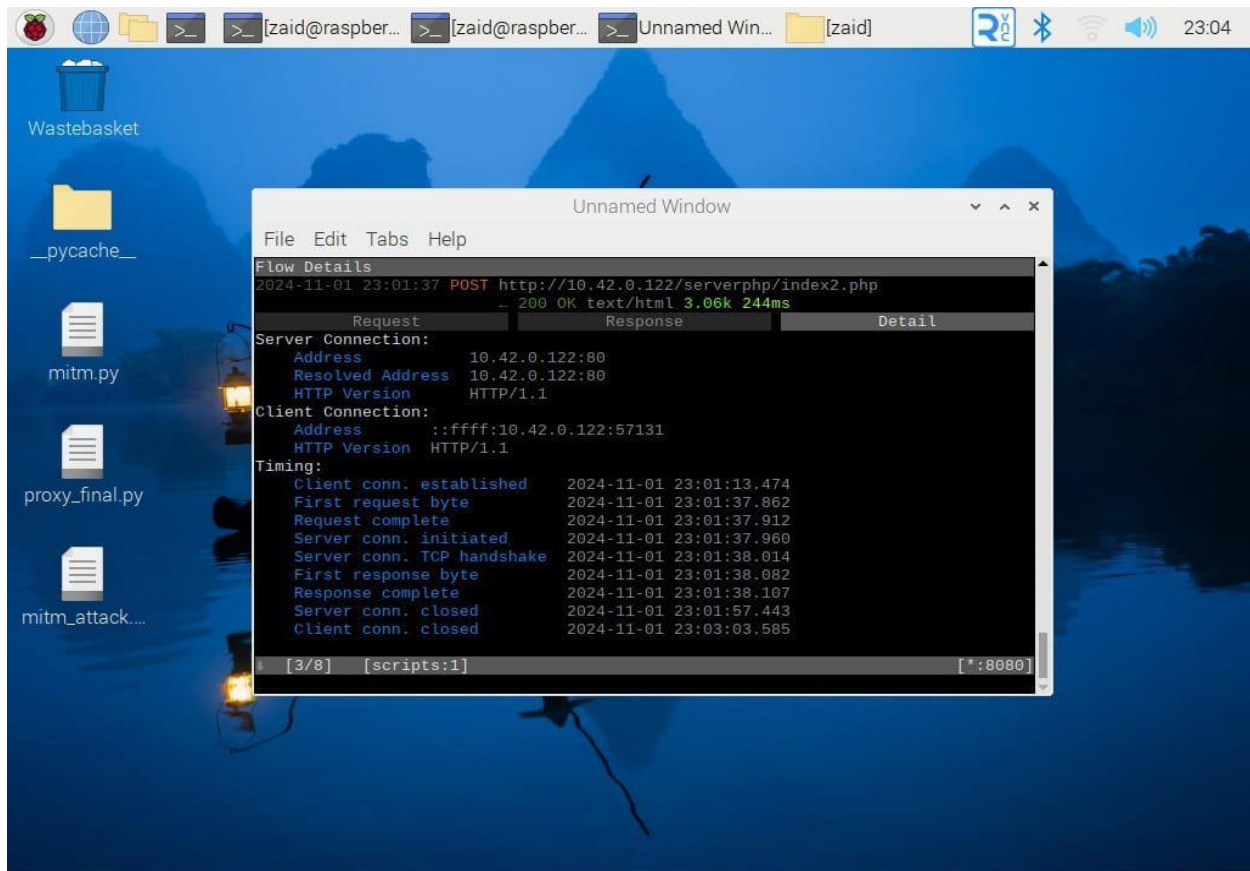 [zaid@raspber... [zaid@raspber... Unnamed Win... [zaid] 23:04
Wastebasket
__pycache__
mitm.py
proxy_final.py
mitm_attack....
Unnamed Window
File Edit Tabs Help
Flow Details
2024-11-01 23:01:37 POST http://10.42.0.122/serverphp/index2.php
← 200 OK text/html 3.06k 244ms
Request Response Detail
Server Connection:
Address 10.42.0.122:80
Resolved Address 10.42.0.122:80
HTTP Version HTTP/1.1
Client Connection:
Address ::ffff:10.42.0.122:57131
HTTP Version HTTP/1.1
Timing:
Client conn. established 2024-11-01 23:01:13.474
First request byte 2024-11-01 23:01:37.862
Request complete 2024-11-01 23:01:37.912
Server conn. initiated 2024-11-01 23:01:37.960
Server conn. TCP handshake 2024-11-01 23:01:38.014
First response byte 2024-11-01 23:01:38.082
Response complete 2024-11-01 23:01:38.107
Server conn. closed 2024-11-01 23:01:57.443
Client conn. closed 2024-11-01 23:03:03.585
⇩ [3/8] [scripts:1] [*:8080]